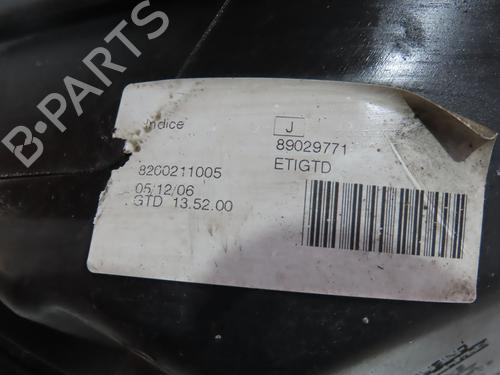 B-PARTS
Indice
J
89029771
8200211005
ETIGTD
05/12/06
GTD 13.52.00